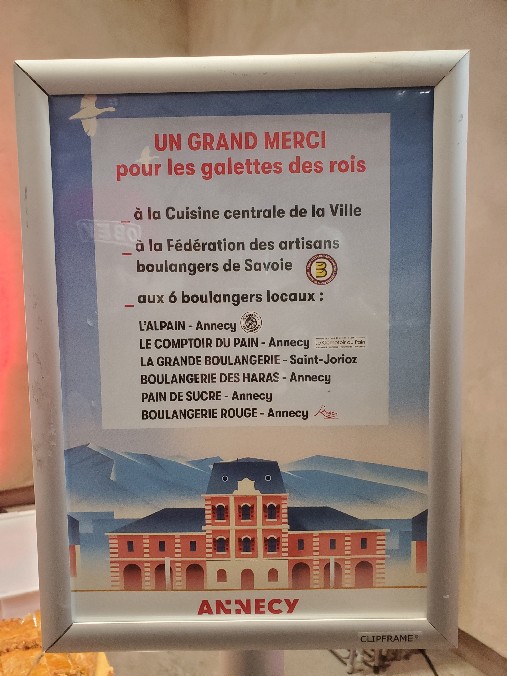 UN GRAND MERCI
pour les galettes des rois
_ à la Cuisine centrale de la Ville
_ à la Fédération des artisans
boulangers de Savoie
_ aux 6 boulangers locaux :
L'ALPAIN - Annecy
LE COMPTOIR DU PAIN - Annecy
LA GRANDE BOULANGERIE - Saint-Jorioz
BOULANGERIE DES HARAS - Annecy
PAIN DE SUCRE - Annecy
BOULANGERIE ROUGE - Annecy
ANNECY
CLIPFRAME